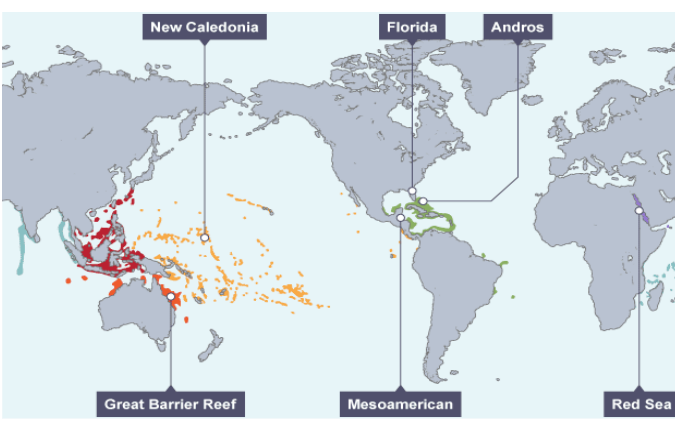 New Caledonia
Florida
Andros
Great Barrier Reef
Mesoamerican
Red Sea